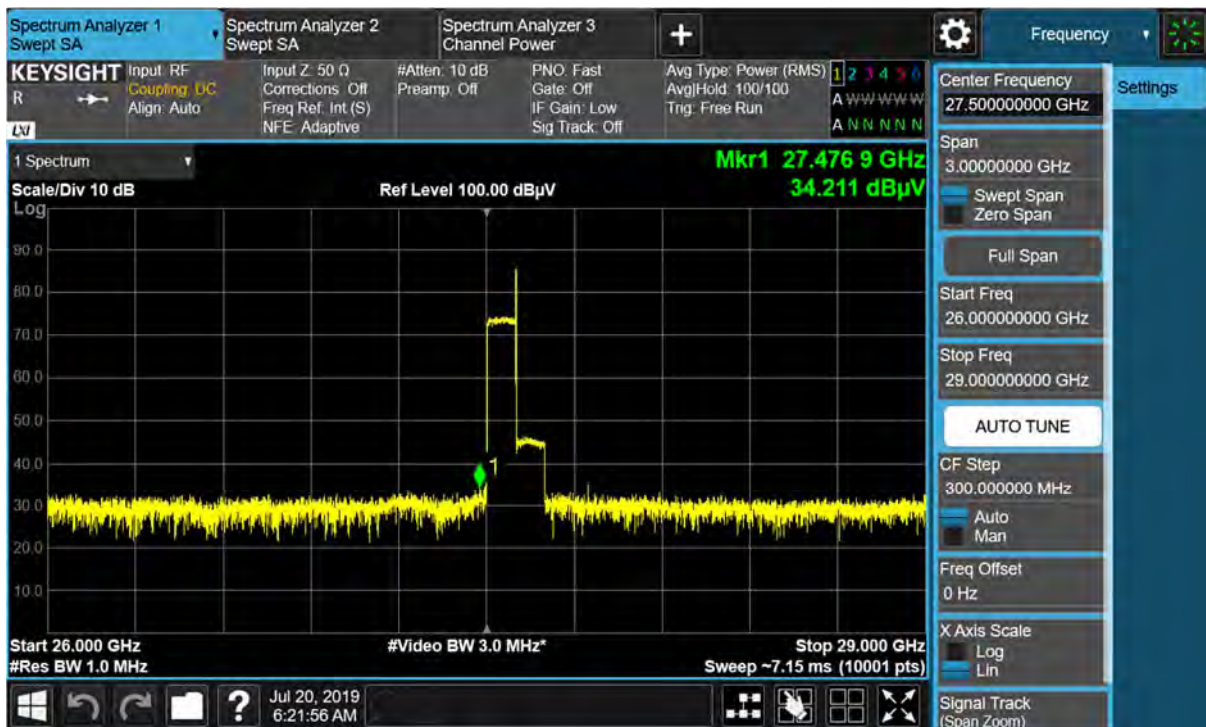 Spectrum Analyzer 1
Swept SA
Spectrum Analyzer 2
Swept SA
Spectrum Analyzer 3
Channel Power
+
Frequency
KEYSIGHT
R
LXI
Input: RF
Coupling: DC
Align: Auto
Input Z: 50 Ω
Corrections: Off
Freq Ref: Int (S)
NFE: Adaptive
#Atten: 10 dB
Preamp: Off
PNO: Fast
Gate: Off
IF Gain: Low
Sig Track: Off
Avg Type: Power (RMS)
Avg|Hold: 100/100
Trig: Free Run
1 2 3 4 5 6
A W W W W W
A N N N N N N
1 Spectrum
Mkr1 27.476 9 GHz
Scale/Div 10 dB
Ref Level 100.00 dBµV
34.211 dBµV
Log
90.0
80.0
70.0
60.0
50.0
40.0
30.0
20.0
10.0
1
Start 26.000 GHz
#Video BW 3.0 MHz*
Stop 29.000 GHz
#Res BW 1.0 MHz
Sweep ~7.15 ms (10001 pts)
?
Jul 20, 2019
6:21:56 AM
Center Frequency
27.500000000 GHz
Settings
Span
3.00000000 GHz
Swept Span
Zero Span
Full Span
Start Freq
26.000000000 GHz
Stop Freq
29.000000000 GHz
AUTO TUNE
CF Step
300.000000 MHz
Auto
Man
Freq Offset
0 Hz
X Axis Scale
Log
Lin
Signal Track
(Span Zoom)